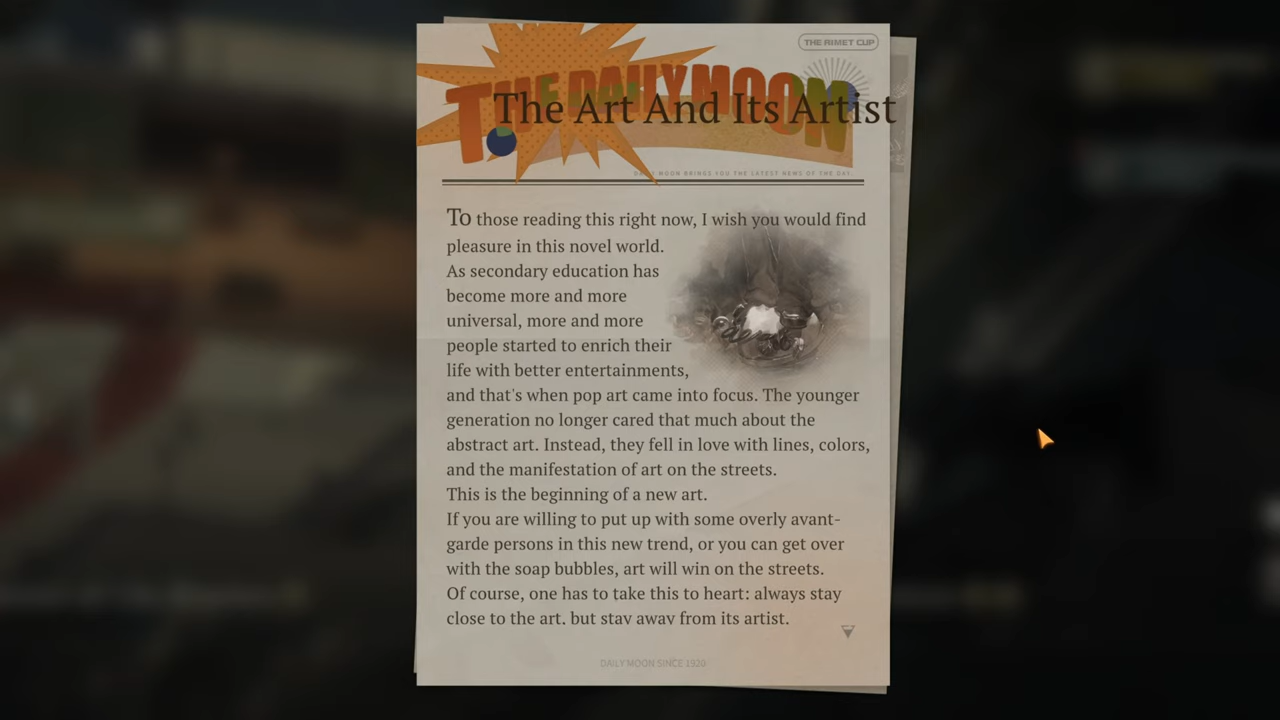 THE RIMET CUP
THE DAILY MOON
The Art And Its Artist
DAILY MOON BRINGS YOU THE LATEST NEWS OF THE DAY.
To those reading this right now, I wish you would find
pleasure in this novel world.
As secondary education has
become more and more
universal, more and more
people started to enrich their
life with better entertainments,
and that's when pop art came into focus. The younger
generation no longer cared that much about the
abstract art. Instead, they fell in love with lines, colors,
and the manifestation of art on the streets.
This is the beginning of a new art.
If you are willing to put up with some overly avant-
garde persons in this new trend, or you can get over
with the soap bubbles, art will win on the streets.
Of course, one has to take this to heart: always stay
close to the art, but stay away from its artist.
DAILY MOON SINCE 1920